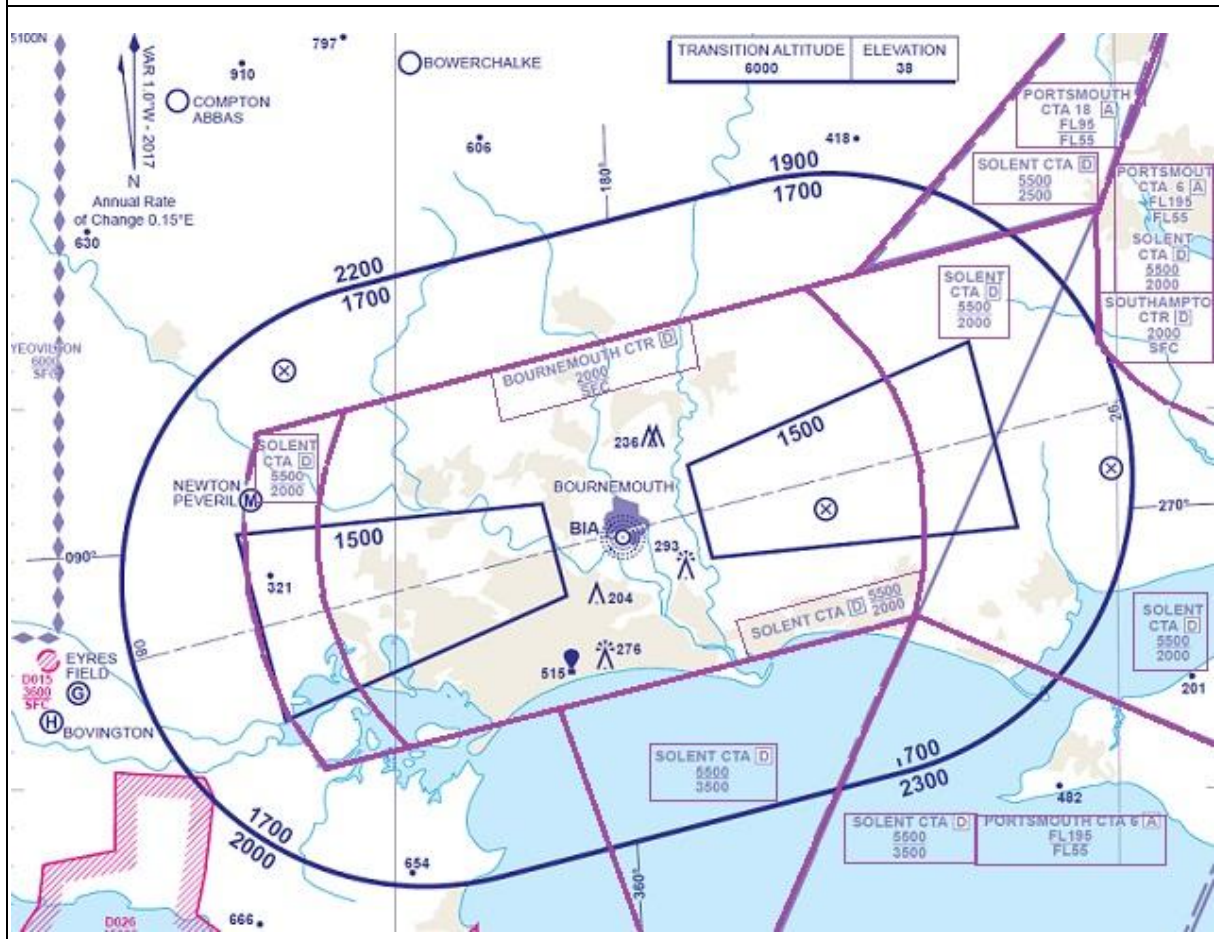 5100N
797
BOWERCHALKE
TRANSITION ALTITUDE
6000
ELEVATION
38
VAR 1.0°W - 2017
910
COMPTON
ABBAS
N
Annual Rate
of Change 0.15°E
630
606
180°
418
1900
1700
PORTSMOUTH
CTA 18 A
FL95
FL55
SOLENT CTA D
5500
2500
PORTSMOUT
CTA 6 A
FL195
FL55
SOLENT
CTA D
5500
2000
SOUTHAMPTO
CTR D
2000
SFC
2200
1700
SOLENT
CTA D
5500
2000
YEOVILTON
6000
SFC
BOURNEMOUTH CTR D
2000
SFC
SOLENT
CTA D
5500
2000
NEWTON
PEVERIL
M
236
1500
26
BOURNEMOUTH
BIA
293
270°
090°
1500
321
204
SOLENT CTA D 5500
2000
SOLENT
CTA D
5500
2000
08
EYRES
FIELD
D015
3600
SFC
G
H
BOVINGTON
515
276
201
SOLENT CTA D
5500
3500
1700
2300
482
1700
2000
SOLENT CTA D
5500
3500
PORTSMOUTH CTA 6 A
FL195
FL55
654
360°
666
D026